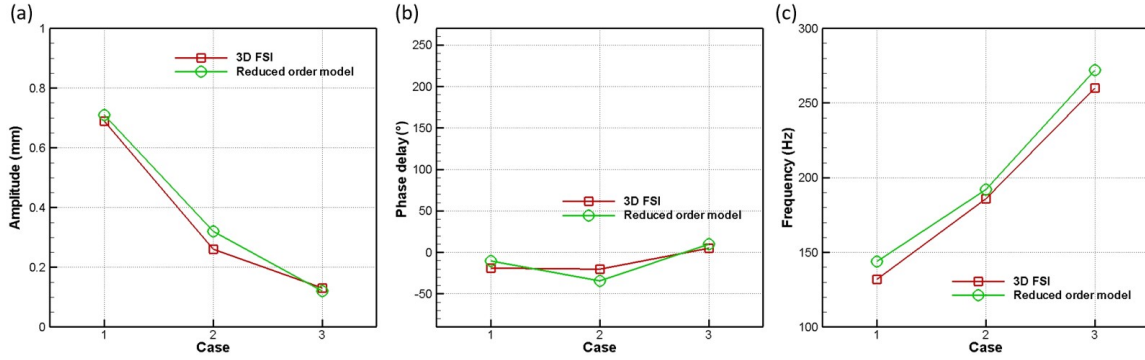 (a)
1
0.8
0.6
0.4
0.2
0
Amplitude (mm)
3D FSI
Reduced order model
1 2 3
Case
(b)
250
200
150
100
50
0
-50
Phase delay (°)
3D FSI
Reduced order model
1 2 3
Case
(c)
300
250
200
150
100
Frequency (Hz)
3D FSI
Reduced order model
1 2 3
Case